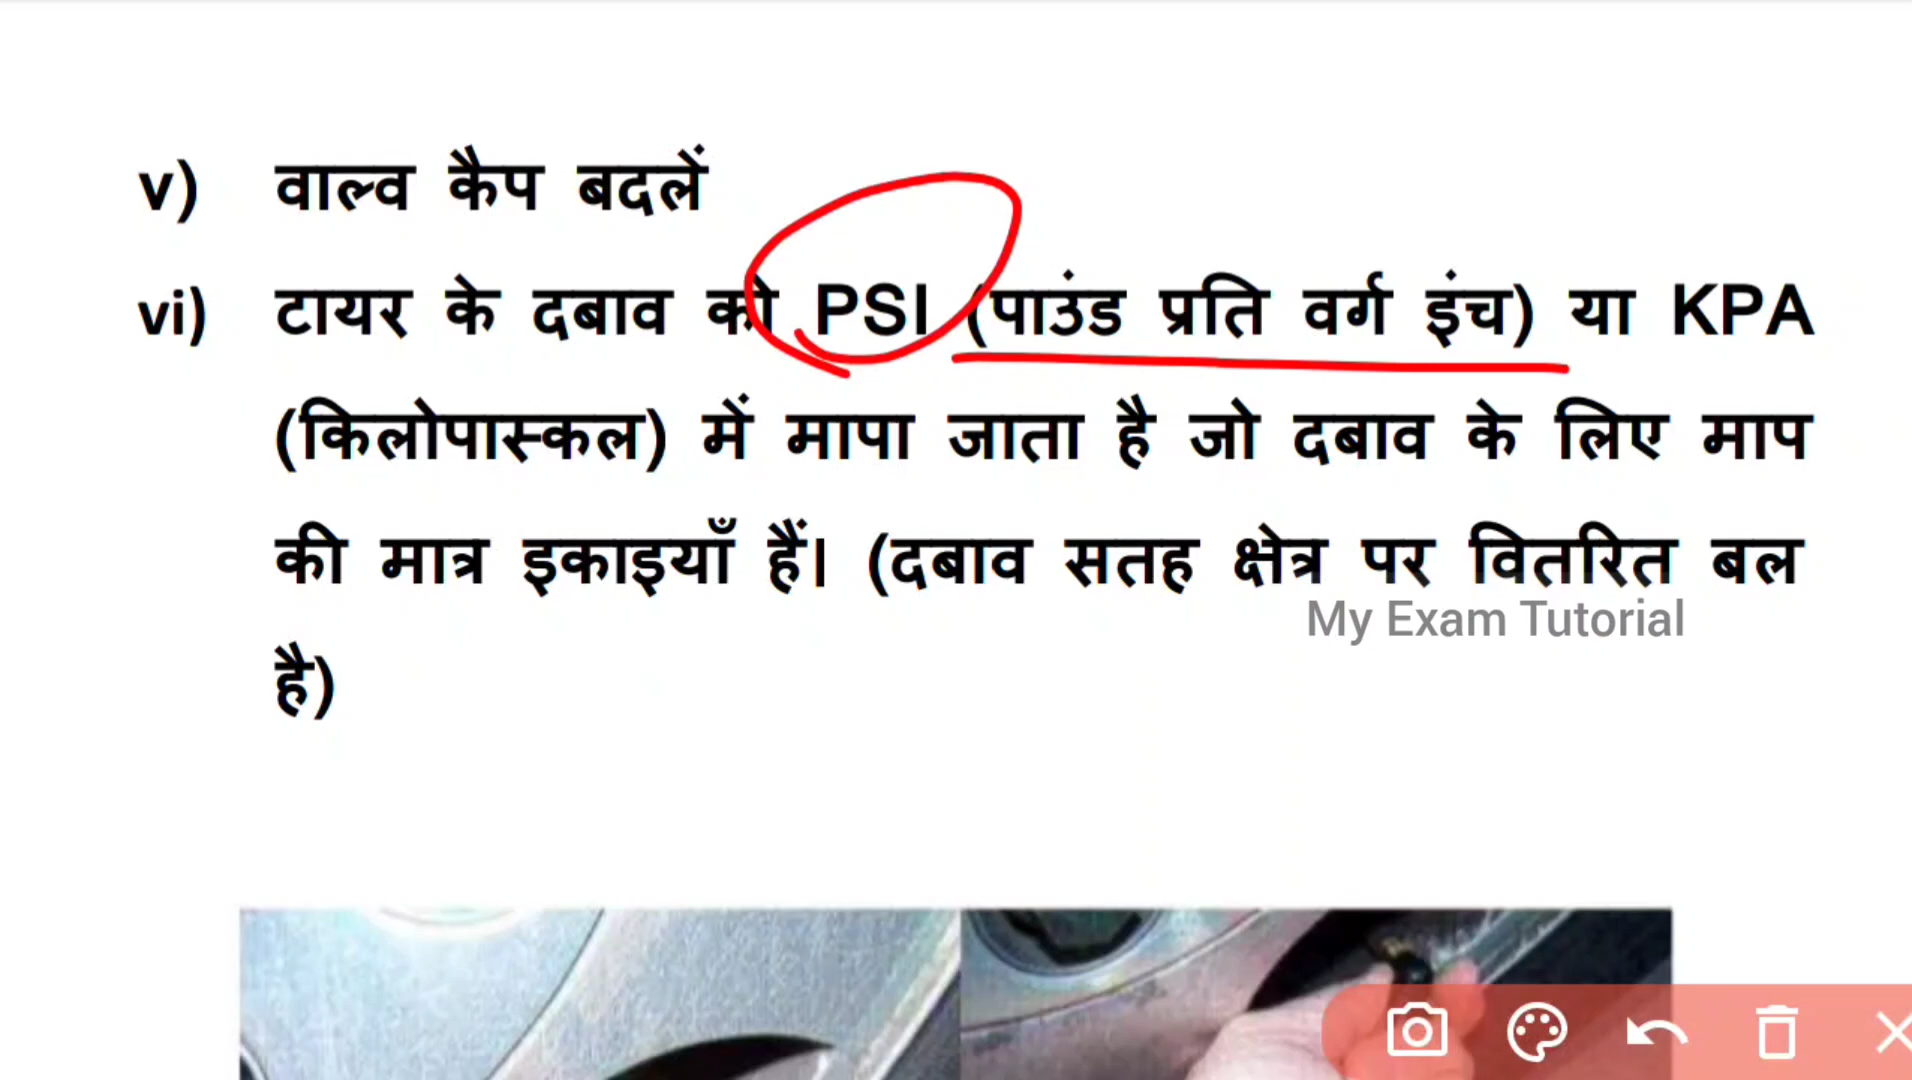 v) वाल्व कैप बदलें
vi) टायर के दबाव को PSI (पाउंड प्रति वर्ग इंच) या KPA
(किलोपास्कल) में मापा जाता है जो दबाव के लिए माप
की मात्र इकाइयाँ हैं। (दबाव सतह क्षेत्र पर वितरित बल
My Exam Tutorial
है)